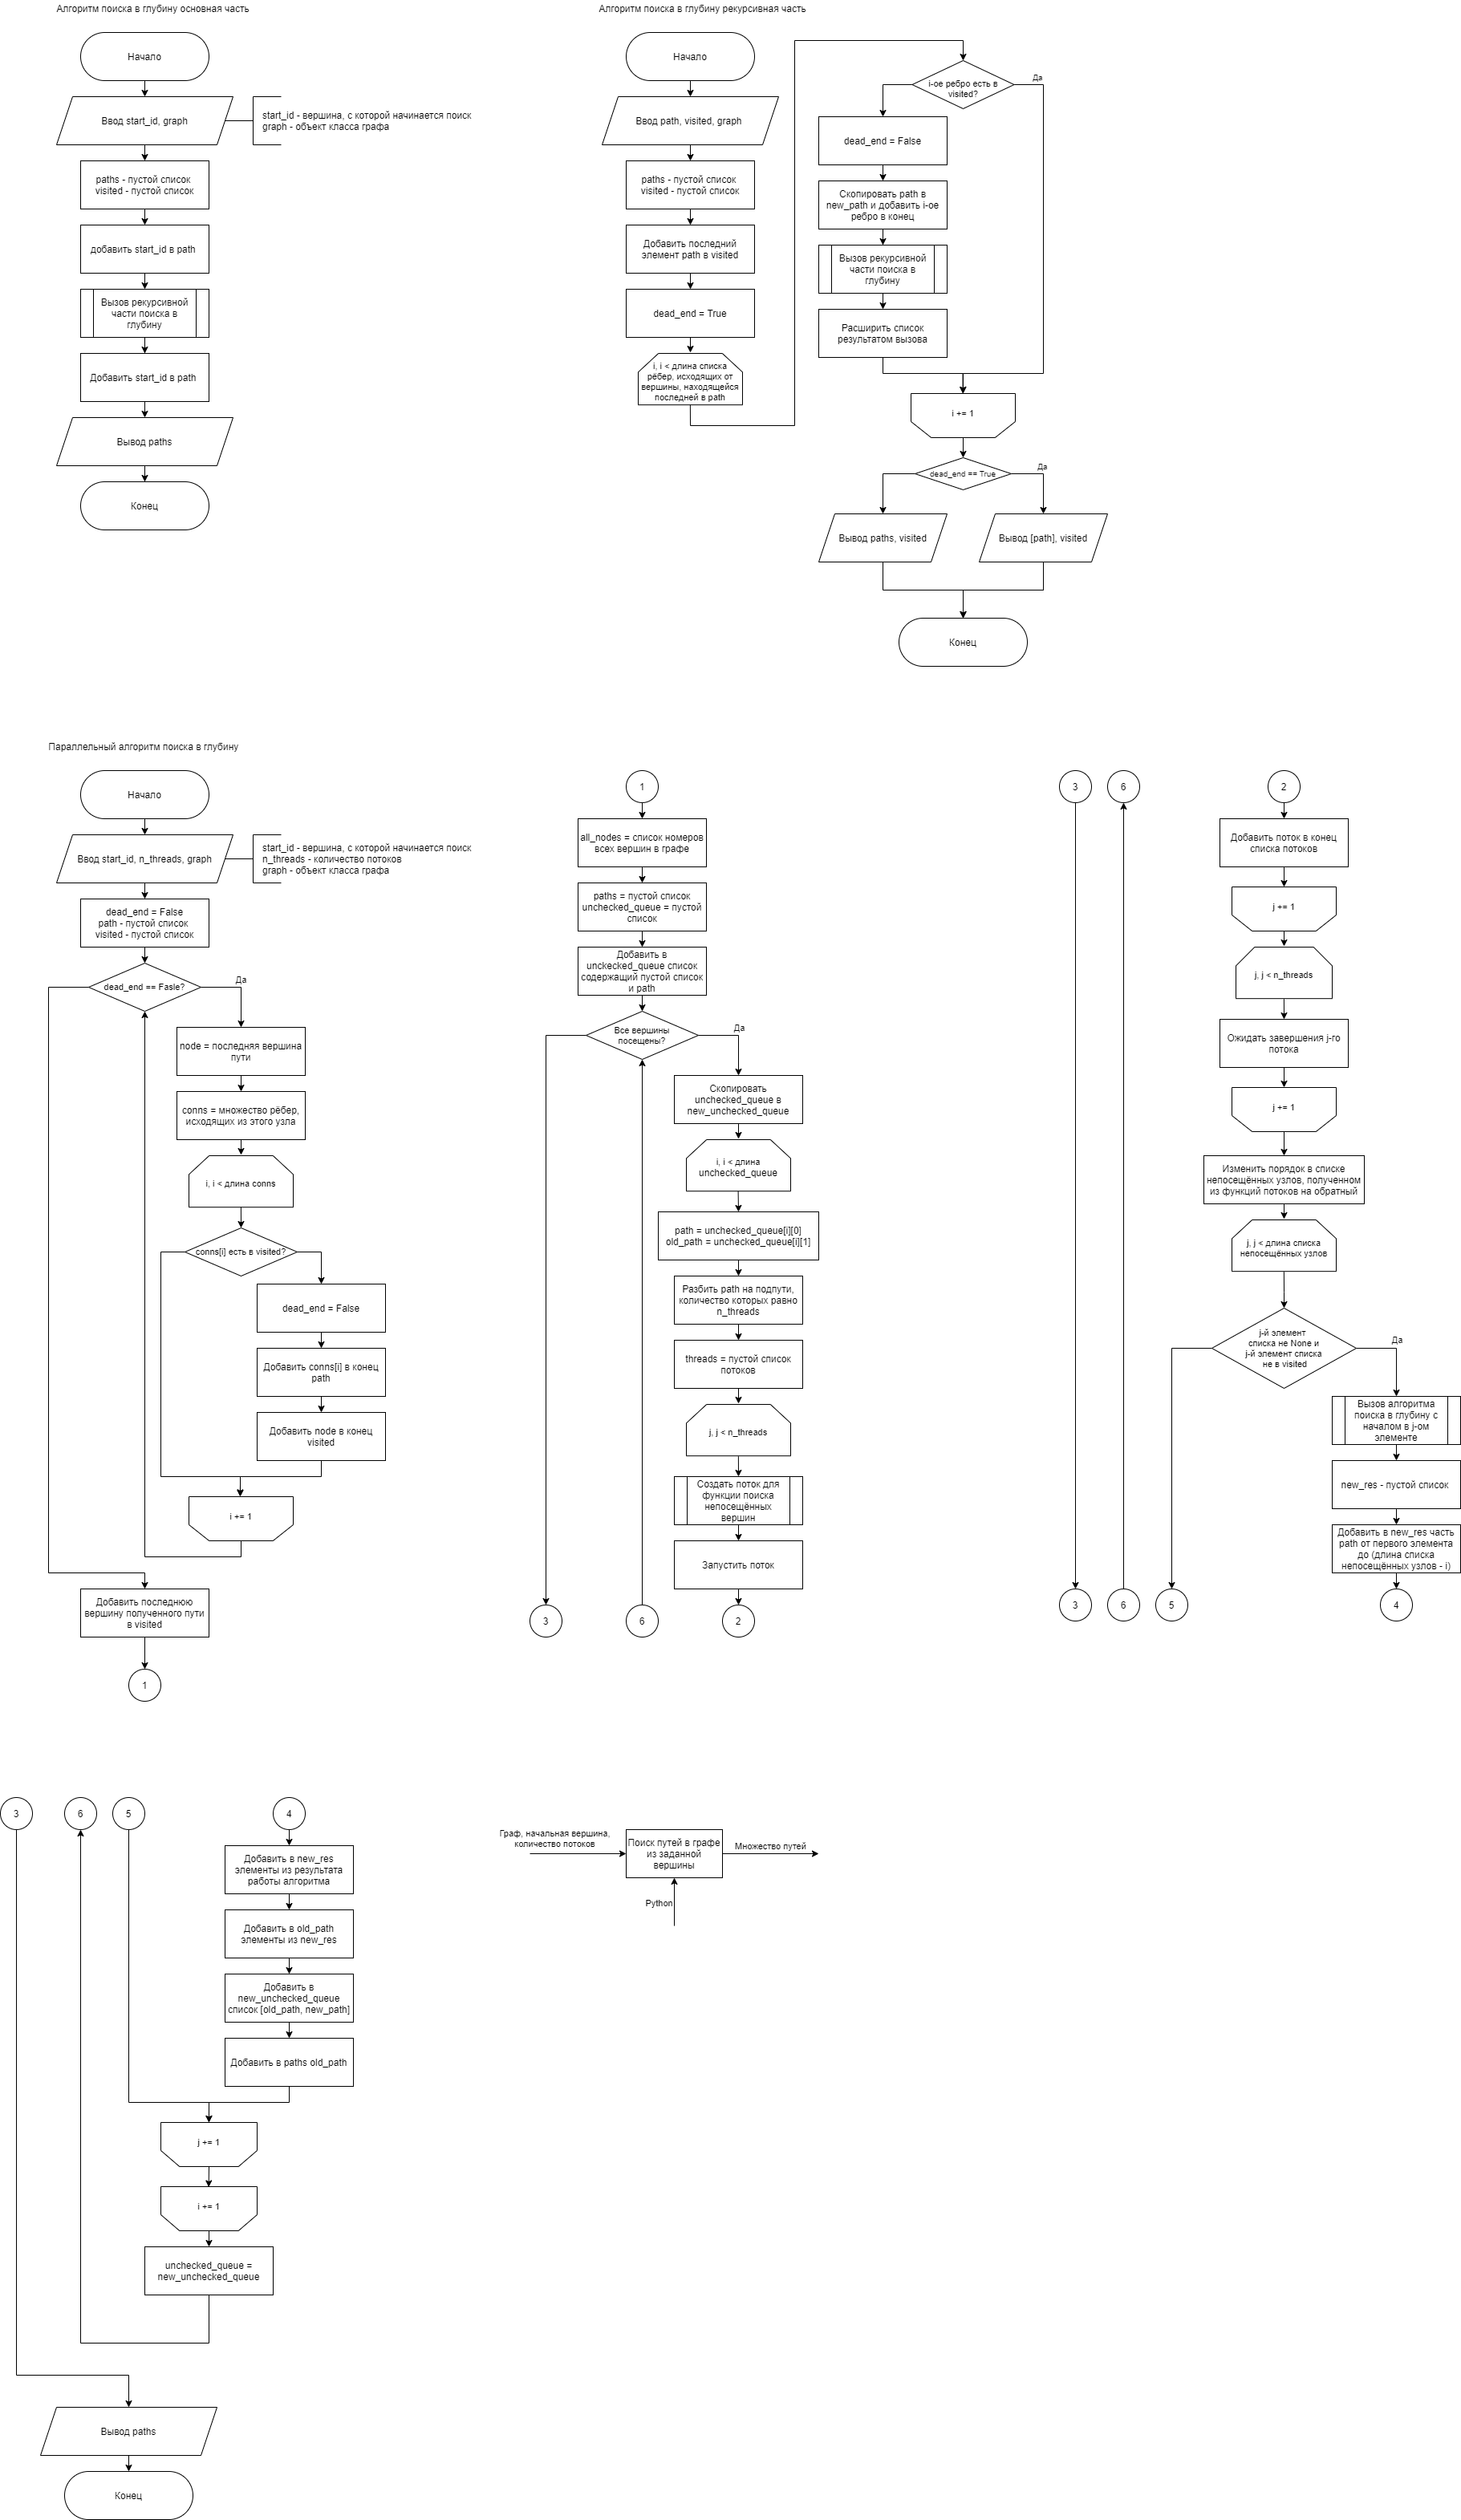 Алгоритм поиска в глубину основная часть
Начало
Ввод start_id, graph
start_id - вершина, с которой начинается поиск
graph - объект класса графа
paths - пустой список
visited - пустой список
добавить start_id в path
Вызов рекурсивной
части поиска в
глубину
Добавить start_id в path
Вывод paths
Конец
Алгоритм поиска в глубину рекурсивная часть
Начало
Ввод path, visited, graph
paths - пустой список
visited - пустой список
Добавить последний
элемент path в visited
dead_end = True
i, i < длина списка
рёбер, исходящих от
вершины, находящейся
последней в path
i-ое ребро есть в
visited?
Да
dead_end = False
Скопировать path в
new_path и добавить i-ое
ребро в конец
Вызов рекурсивной
части поиска в
глубину
Расширить список
результатом вызова
i += 1
dead_end == True
Да
Вывод paths, visited
Вывод [path], visited
Конец
Параллельный алгоритм поиска в глубину
Начало
Ввод start_id, n_threads, graph
start_id - вершина, с которой начинается поиск
n_threads - количество потоков
graph - объект класса графа
dead_end = False
path - пустой список
visited - пустой список
dead_end == Fasle?
Да
node = последняя вершина
пути
conns = множество рёбер,
исходящих из этого узла
i, i < длина conns
conns[i] есть в visited?
dead_end = False
Добавить conns[i] в конец
path
Добавить node в конец
visited
i += 1
Добавить последнюю
вершину полученного пути
в visited
1
1
all_nodes = список номеров
всех вершин в графе
paths = пустой список
unchecked_queue = пустой
список
Добавить в
unckecked_queue список
содержащий пустой список
и path
Все вершины
посещены?
Да
Скопировать
unchecked_queue в
new_unchecked_queue
i, i < длина
unchecked_queue
path = unchecked_queue[i][0]
old_path = unchecked_queue[i][1]
Разбить path на подпути,
количество которых равно
n_threads
threads = пустой список
потоков
j, j < n_threads
Создать поток для
функции поиска
непосещённых
вершин
Запустить поток
3
6
2
3
6
2
Добавить поток в конец
списка потоков
j += 1
j, j < n_threads
Ожидать завершения j-го
потока
j += 1
Изменить порядок в списке
непосещённых узлов, полученном
из функций потоков на обратный
j, j < длина списка
непосещённых узлов
j-й элемент
списка не None и
j-й элемент списка
не в visited
Да
Вызов алгоритма
поиска в глубину с
началом в j-ом
элементе
new_res - пустой список
Добавить в new_res часть
path от первого элемента
до (длина списка
непосещённых узлов - i)
3
6
5
4
3
6
5
4
Добавить в new_res
элементы из результата
работы алгоритма
Добавить в old_path
элементы из new_res
Добавить в
new_unchecked_queue
список [old_path, new_path]
Добавить в paths old_path
j += 1
i += 1
unchecked_queue =
new_unchecked_queue
Вывод paths
Конец
Граф, начальная вершина,
количество потоков
Поиск путей в графе
из заданной
вершины
Множество путей
Python